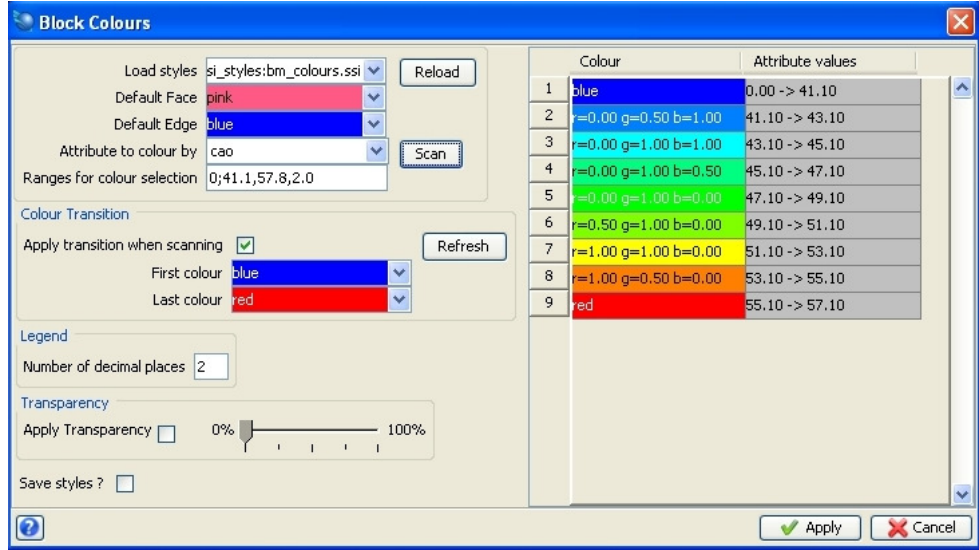 Block Colours
Load styles si_styles:bm_colours.ssi Reload
Default Face pink
Default Edge blue
Attribute to colour by cao Scan
Ranges for colour selection 0;41.1,57.8,2.0
Colour Transition
Apply transition when scanning Refresh
First colour blue
Last colour red
Legend
Number of decimal places 2
Transparency
Apply Transparency 0% 100%
Save styles ?
Colour Attribute values
1 blue 0.00 -> 41.10
2 r=0.00 g=0.50 b=1.00 41.10 -> 43.10
3 r=0.00 g=1.00 b=1.00 43.10 -> 45.10
4 r=0.00 g=1.00 b=0.50 45.10 -> 47.10
5 r=0.00 g=1.00 b=0.00 47.10 -> 49.10
6 r=0.50 g=1.00 b=0.00 49.10 -> 51.10
7 r=1.00 g=1.00 b=0.00 51.10 -> 53.10
8 r=1.00 g=0.50 b=0.00 53.10 -> 55.10
9 red 55.10 -> 57.10
? Apply Cancel